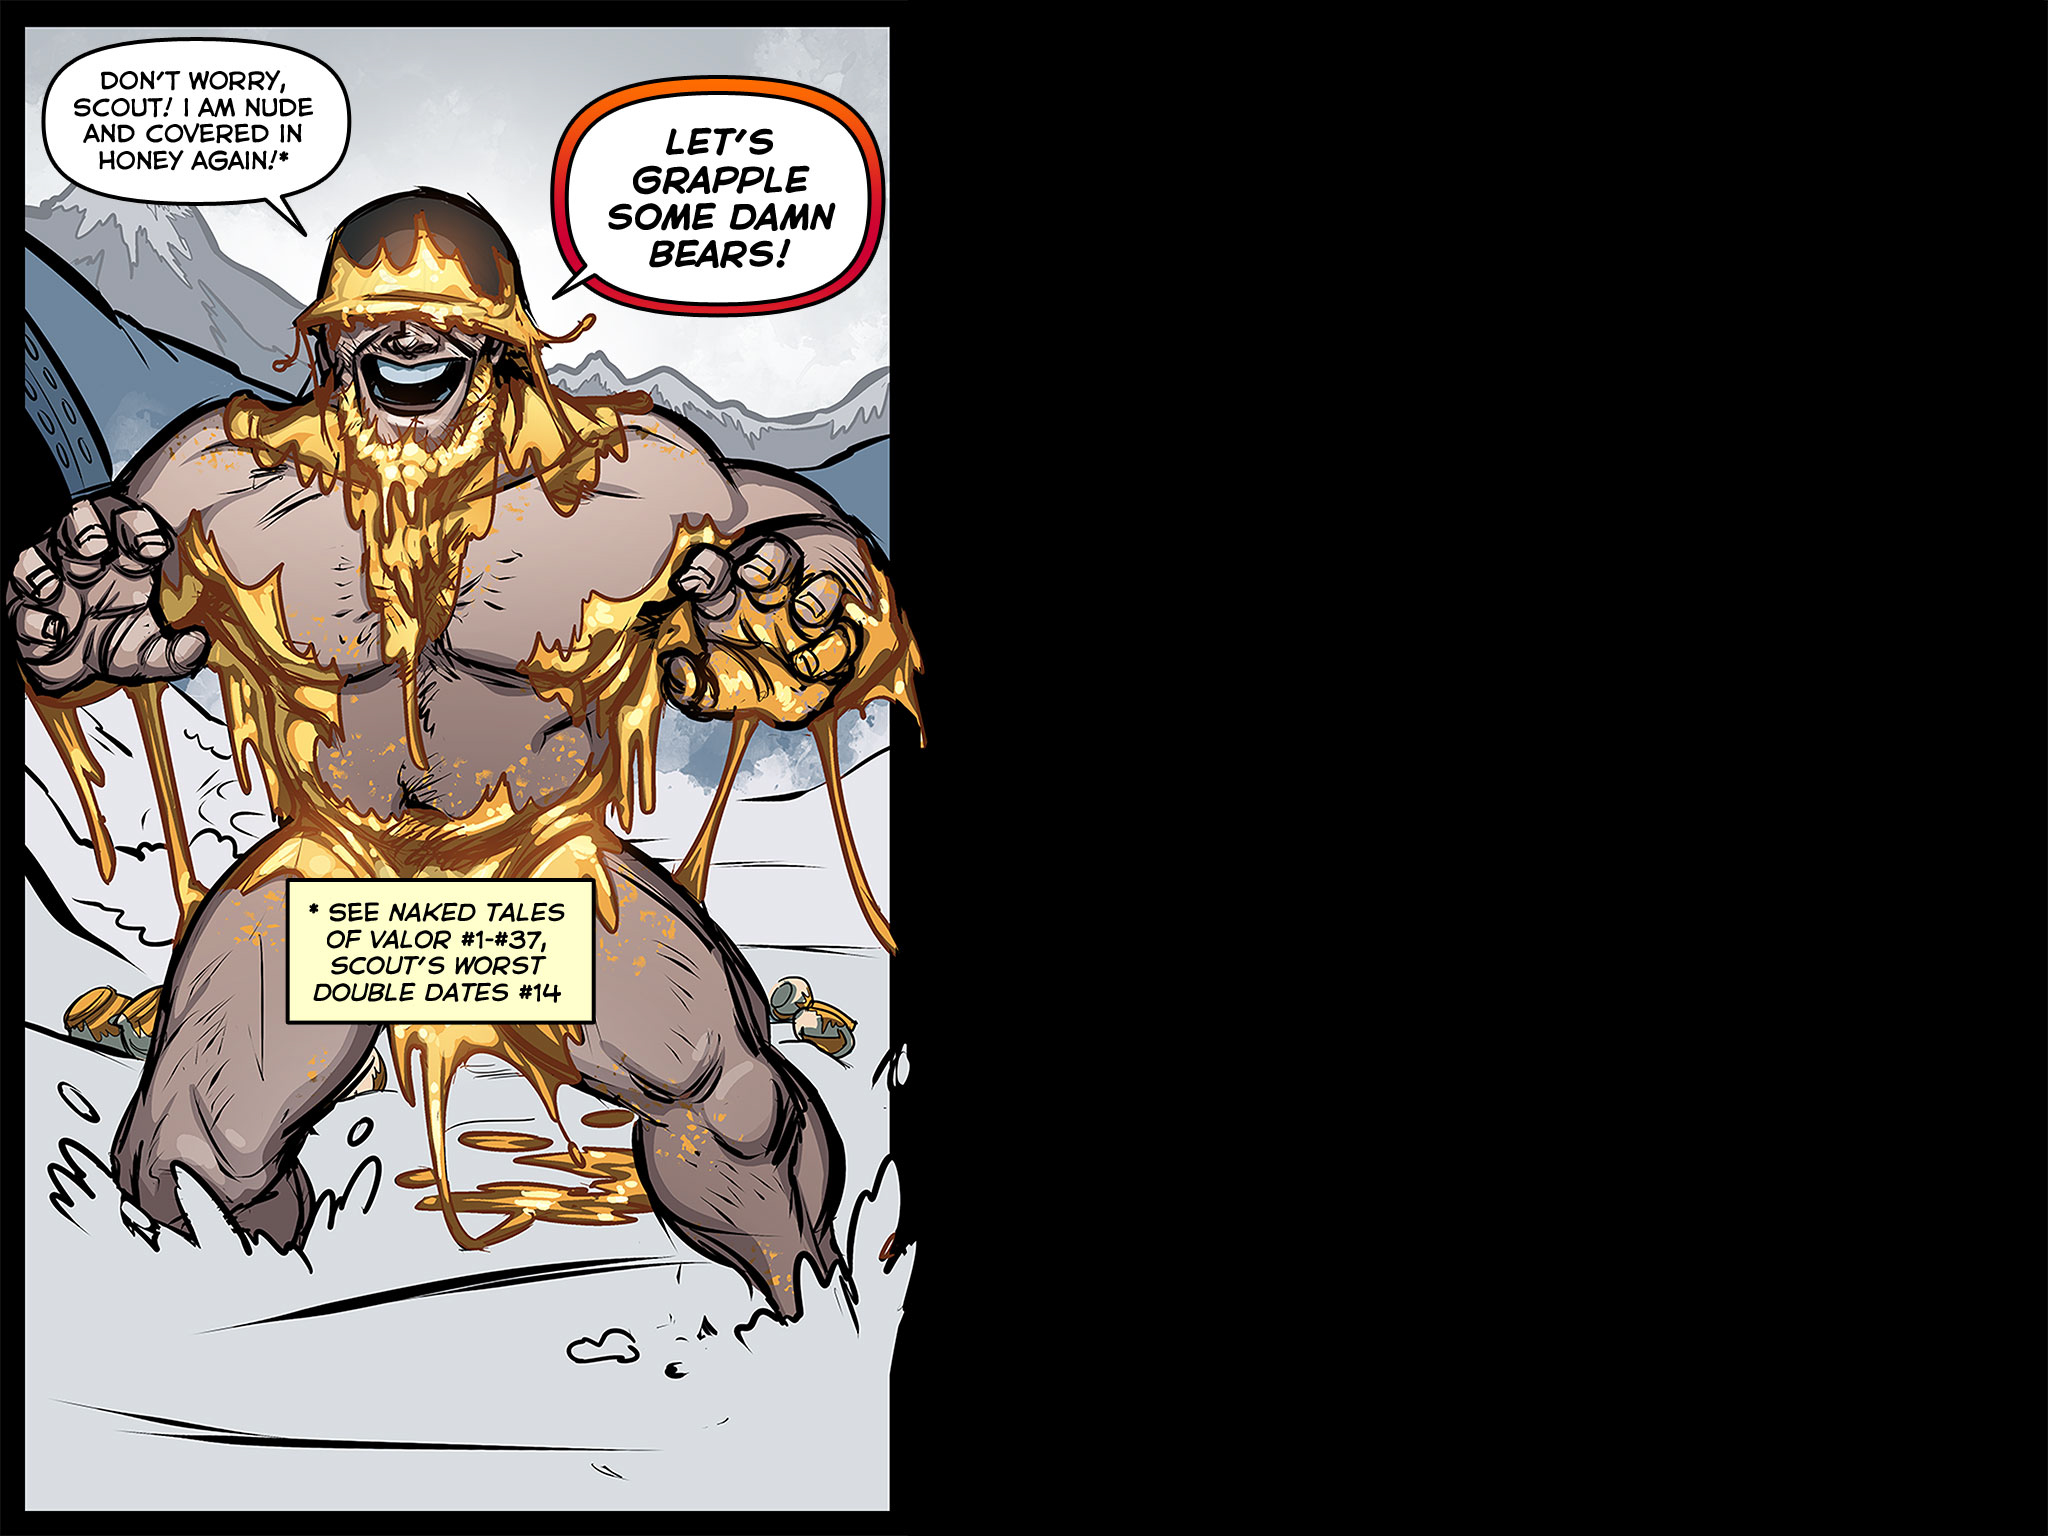 DON'T WORRY,
SCOUT! I AM NUDE
AND COVERED IN
HONEY AGAIN!*
LET'S
GRAPPLE
SOME DAMN
BEARS!
* SEE NAKED TALES
OF VALOR #1-#37,
SCOUT'S WORST
DOUBLE DATES #14